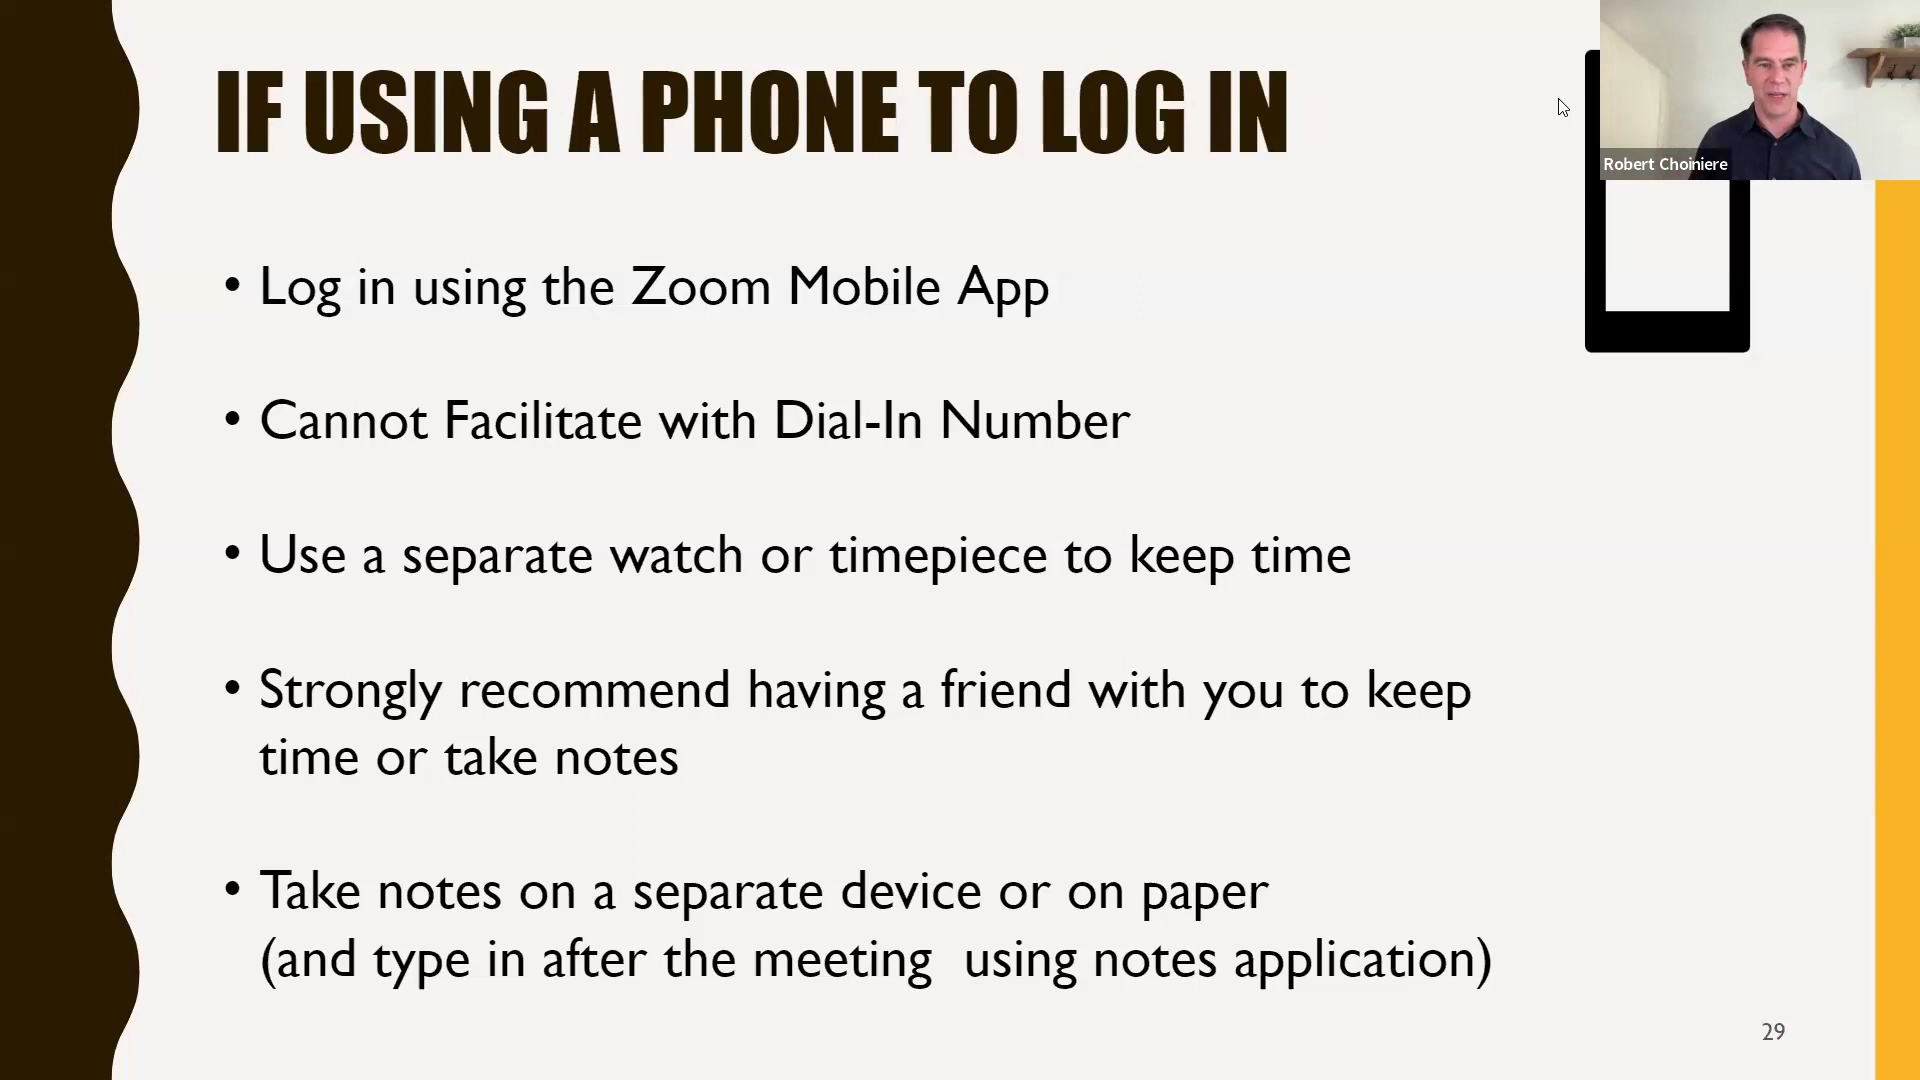 IF USING A PHONE TO LOG IN
Robert Choiniere
• Log in using the Zoom Mobile App
• Cannot Facilitate with Dial-In Number
• Use a separate watch or timepiece to keep time
• Strongly recommend having a friend with you to keep
time or take notes
• Take notes on a separate device or on paper
(and type in after the meeting  using notes application)
29